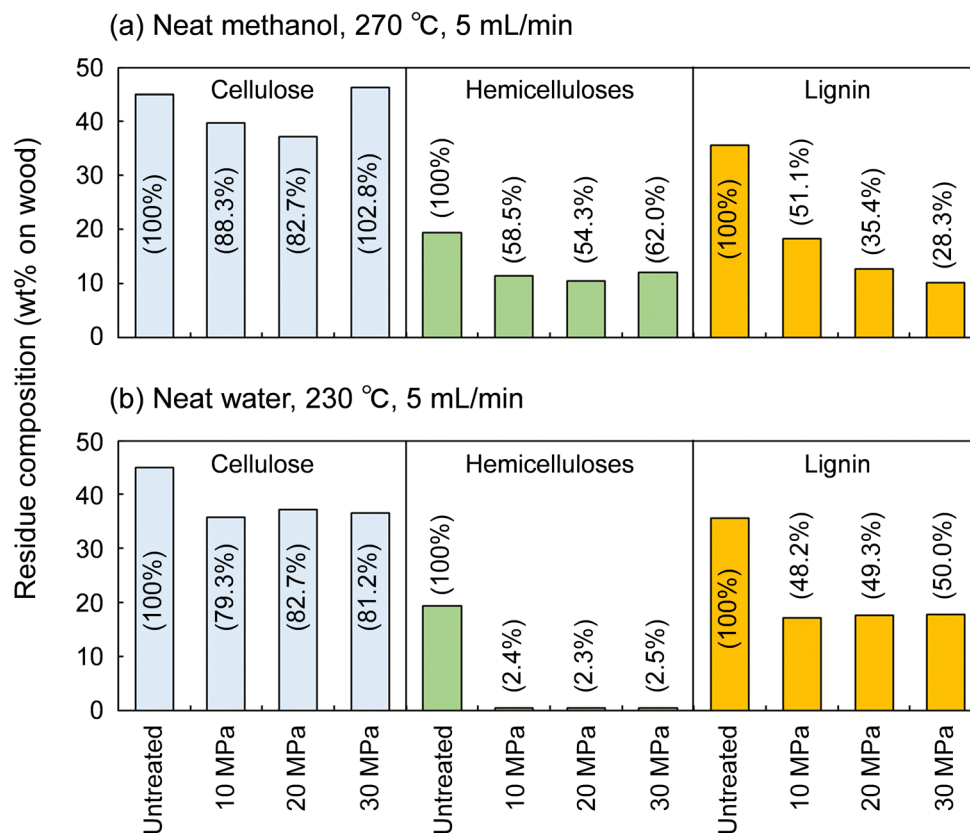 (a) Neat methanol, 270 ℃, 5 mL/min
Residue composition (wt% on wood)
50
40
30
20
10
0
Cellulose
Hemicelluloses
Lignin
(100%)
(88.3%)
(82.7%)
(102.8%)
(100%)
(58.5%)
(54.3%)
(62.0%)
(100%)
(51.1%)
(35.4%)
(28.3%)
(b) Neat water, 230 ℃, 5 mL/min
50
40
30
20
10
0
Cellulose
Hemicelluloses
Lignin
(100%)
(79.3%)
(82.7%)
(81.2%)
(100%)
(2.4%)
(2.3%)
(2.5%)
(100%)
(48.2%)
(49.3%)
(50.0%)
Untreated
10 MPa
20 MPa
30 MPa
Untreated
10 MPa
20 MPa
30 MPa
Untreated
10 MPa
20 MPa
30 MPa